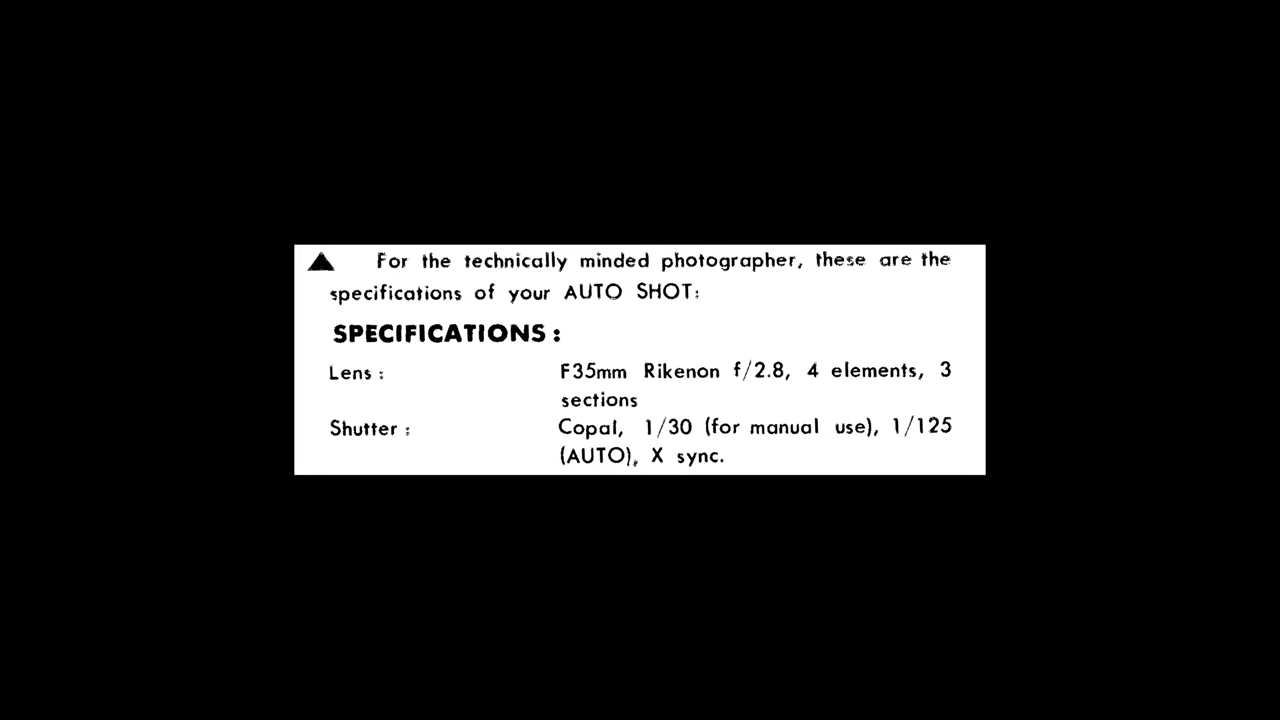 For the technically minded photographer, these are the
specifications of your AUTO SHOT:
SPECIFICATIONS:
Lens: F35mm Rikenon f/2.8, 4 elements, 3
sections
Shutter: Copal, 1/30 (for manual use), 1/125
(AUTO), X sync.